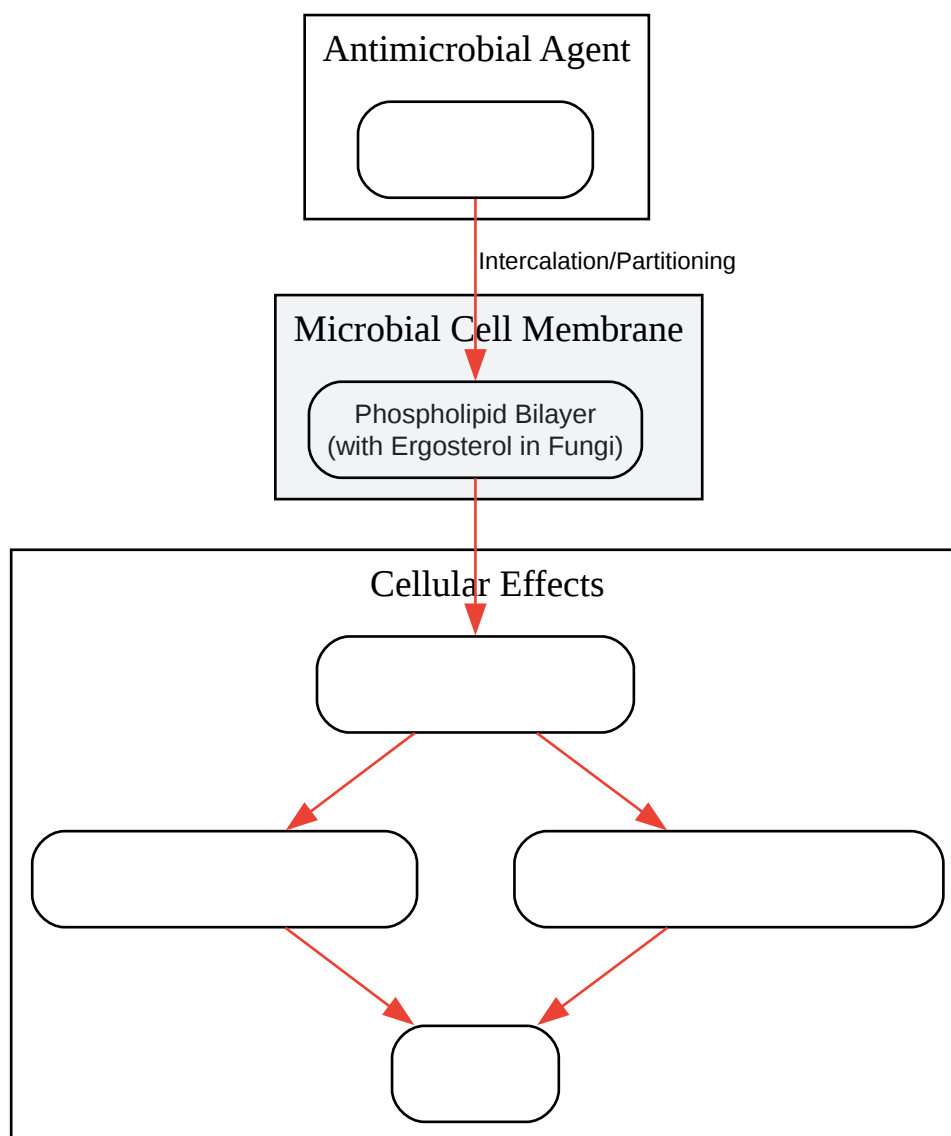 Antimicrobial Agent
Intercalation/Partitioning
Microbial Cell Membrane
Phospholipid Bilayer
(with Ergosterol in Fungi)
Cellular Effects